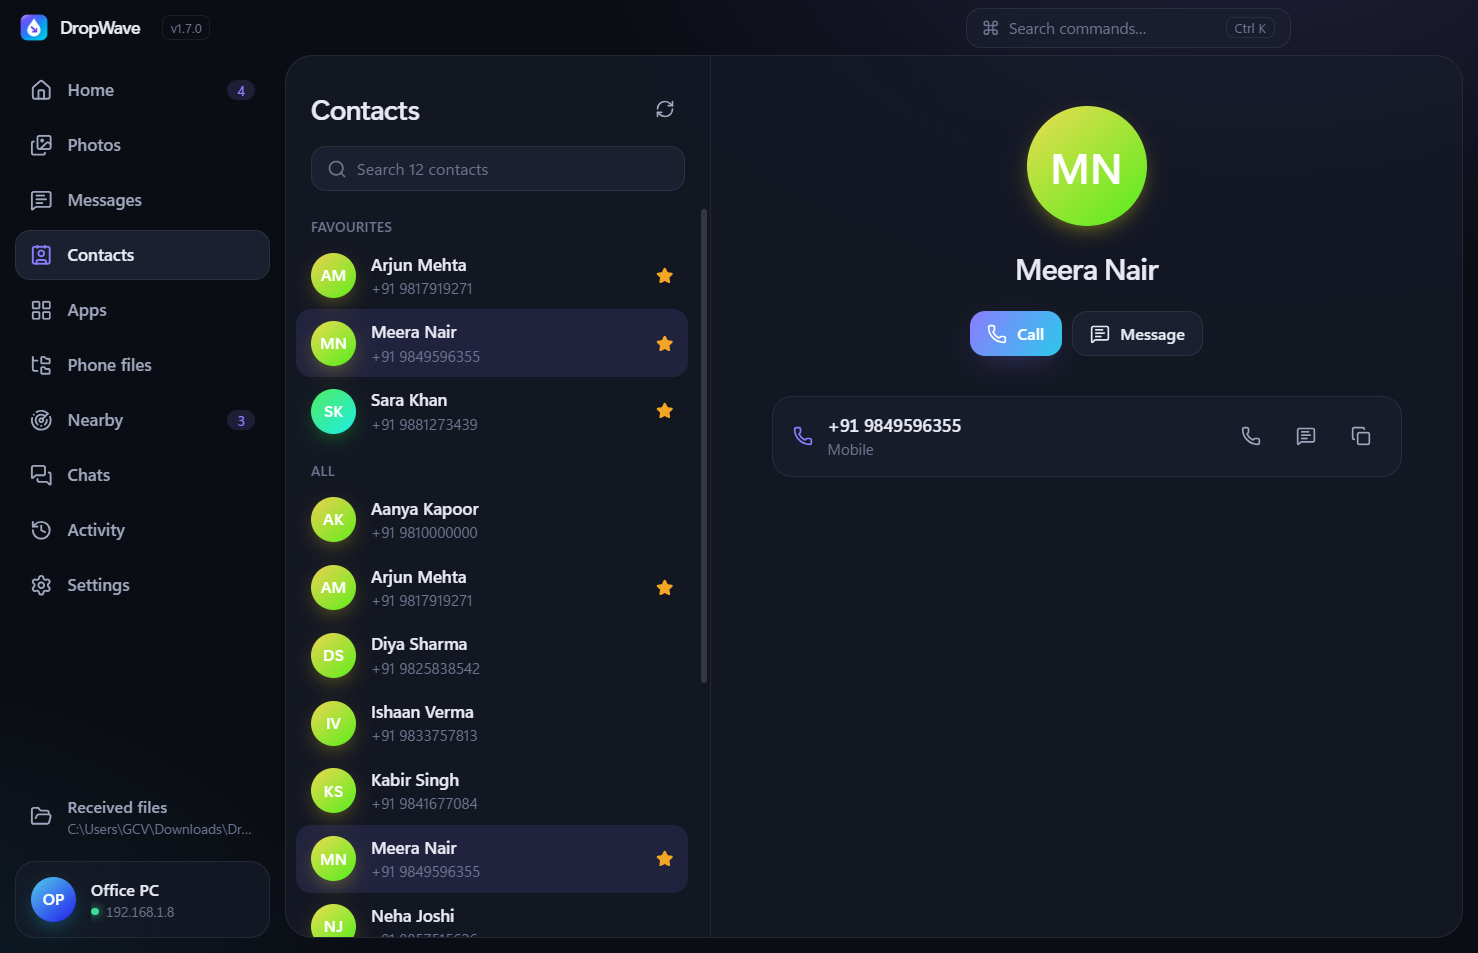 DropWave v1.7.0
Search commands... Ctrl K
Home 4
Photos
Messages
Contacts
Apps
Phone files
Nearby 3
Chats
Activity
Settings
Received files
C:\Users\GCV\Downloads\Dr...
OP
Office PC
192.168.1.8
Contacts
Search 12 contacts
FAVOURITES
AM
Arjun Mehta
+91 9817919271
MN
Meera Nair
+91 9849596355
SK
Sara Khan
+91 9881273439
ALL
AK
Aanya Kapoor
+91 9810000000
AM
Arjun Mehta
+91 9817919271
DS
Diya Sharma
+91 9825838542
IV
Ishaan Verma
+91 9833757813
KS
Kabir Singh
+91 9841677084
MN
Meera Nair
+91 9849596355
NJ
Neha Joshi
MN
Meera Nair
Call
Message
+91 9849596355
Mobile